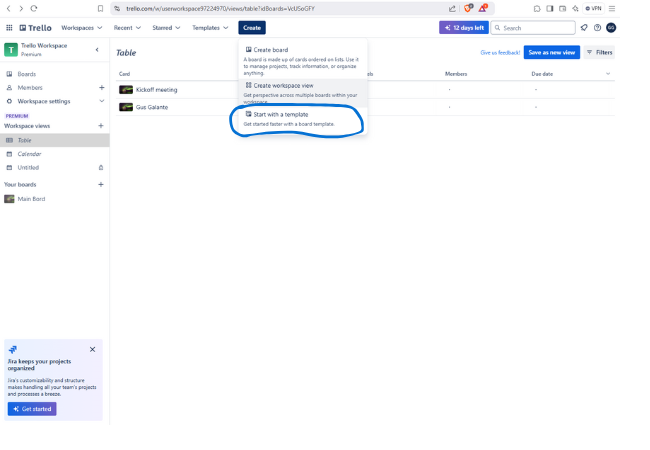 trello.com/w/userworkspace97224970/views/table?idBoards=VcUSoGFY
VPN
Trello
Workspaces
Recent
Starred
Templates
Create
12 days left
Search
GG
T
Trello Workspace
Premium
Boards
Members
Workspace settings
PREMIUM
Workspace views
Table
Calendar
Untitled
Your boards
Main Bord
Jira keeps your projects
organized
Jira's customizability and structure
makes handling all your team's projects
and processes a breeze.
Get started
Table
Give us feedback!
Save as new view
Filters
Card
Members
Due date
Kickoff meeting
Gus Galante
Create board
A board is made up of cards ordered on lists. Use it
to manage projects, track information, or organize
anything.
Create workspace view
Get perspective across multiple boards within your
workspace.
Start with a template
Get started faster with a board template.